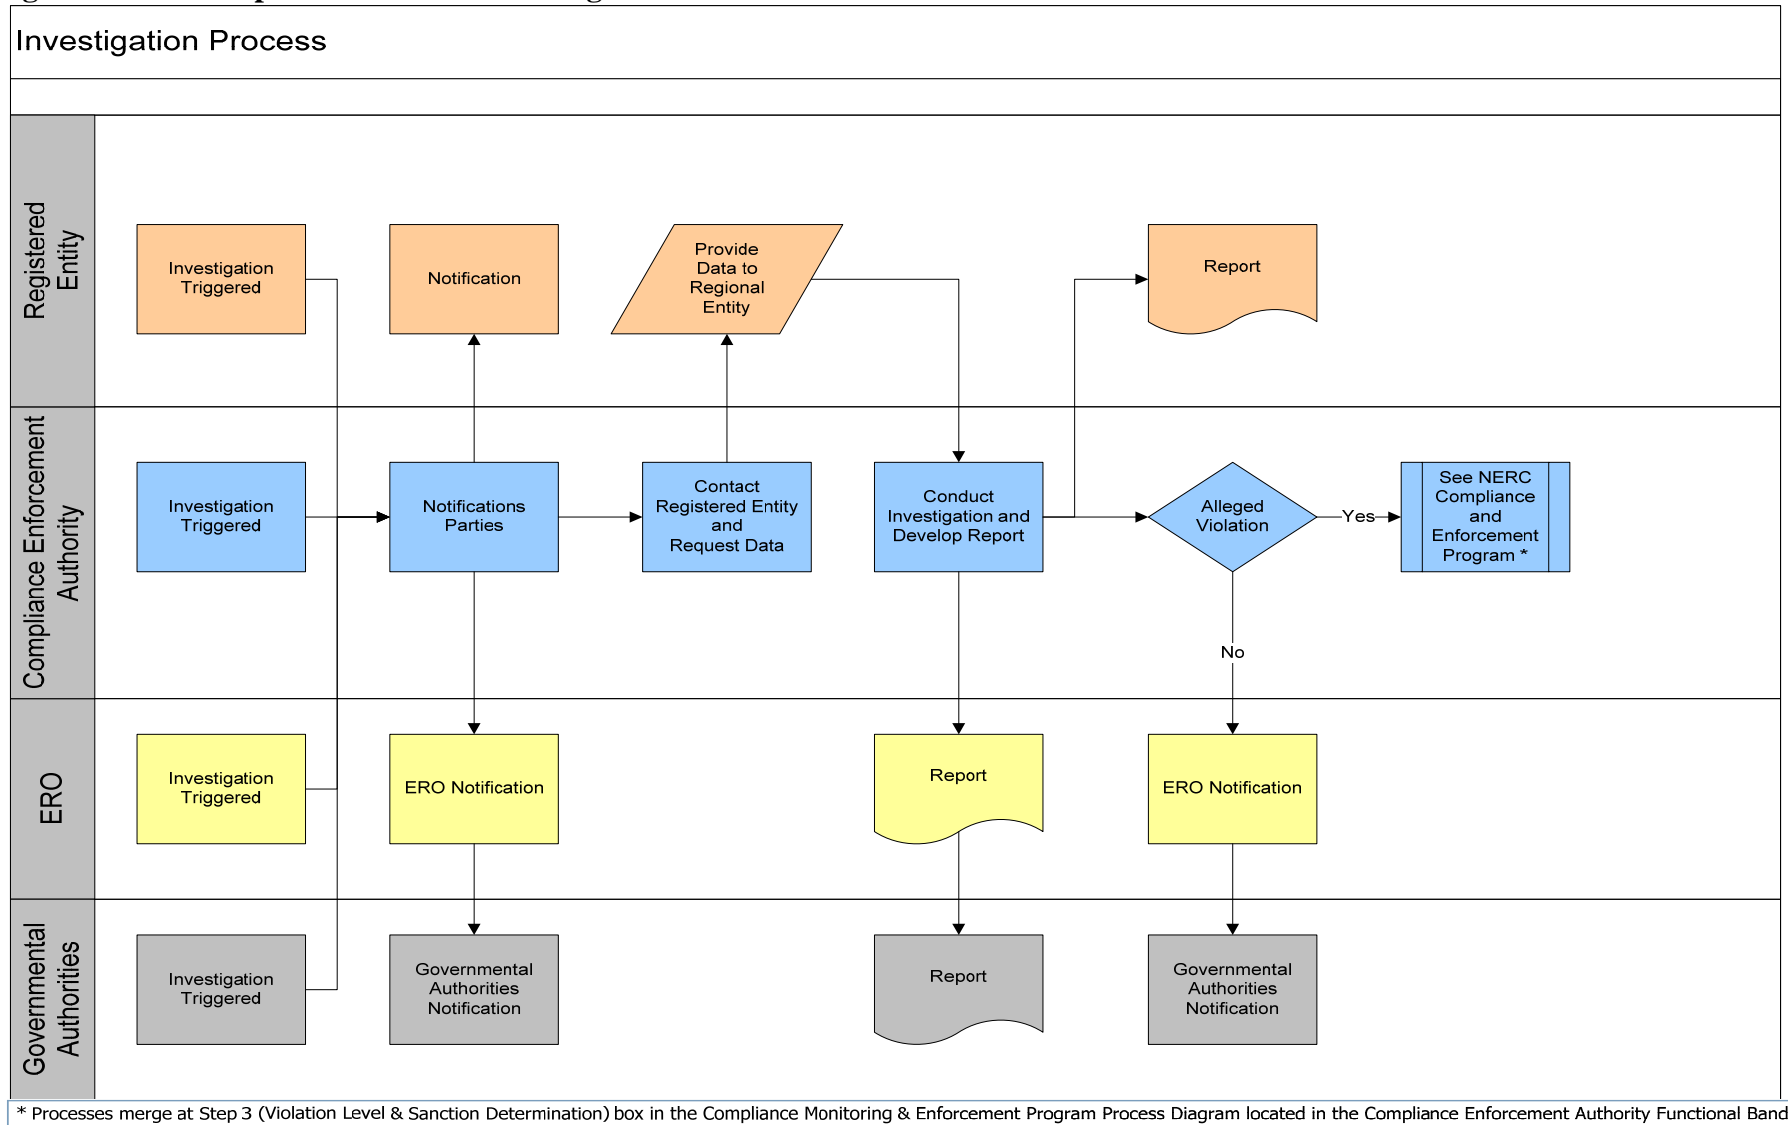 Investigation Process
Registered
Entity
Investigation
Triggered
Notification
Provide
Data to
Regional
Entity
Report
Compliance Enforcement
Authority
Investigation
Triggered
Notifications
Parties
Contact
Registered Entity
and
Request Data
Conduct
Investigation and
Develop Report
Alleged
Violation
Yes
See NERC
Compliance
and
Enforcement
Program *
No
ERO
Investigation
Triggered
ERO Notification
Report
ERO Notification
Governmental
Authorities
Investigation
Triggered
Governmental
Authorities
Notification
Report
Governmental
Authorities
Notification
* Processes merge at Step 3 (Violation Level & Sanction Determination) box in the Compliance Monitoring & Enforcement Program Process Diagram located in the Compliance Enforcement Authority Functional Band